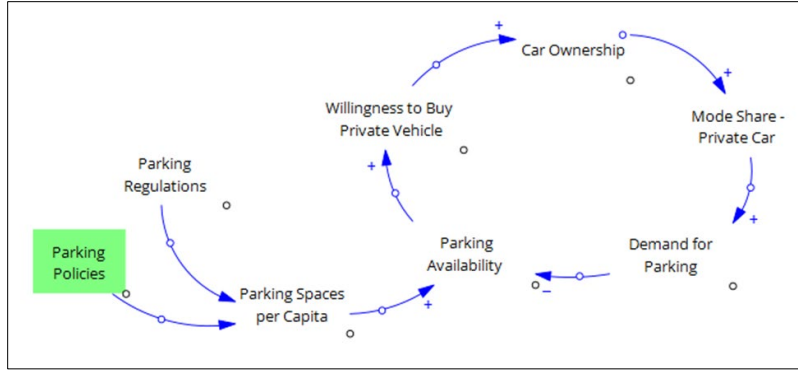 Car Ownership
Willingness to Buy
Private Vehicle
Mode Share -
Private Car
Parking
Regulations
Parking
Policies
Parking
Availability
Demand for
Parking
Parking Spaces
per Capita
+
+
+
+
+
–